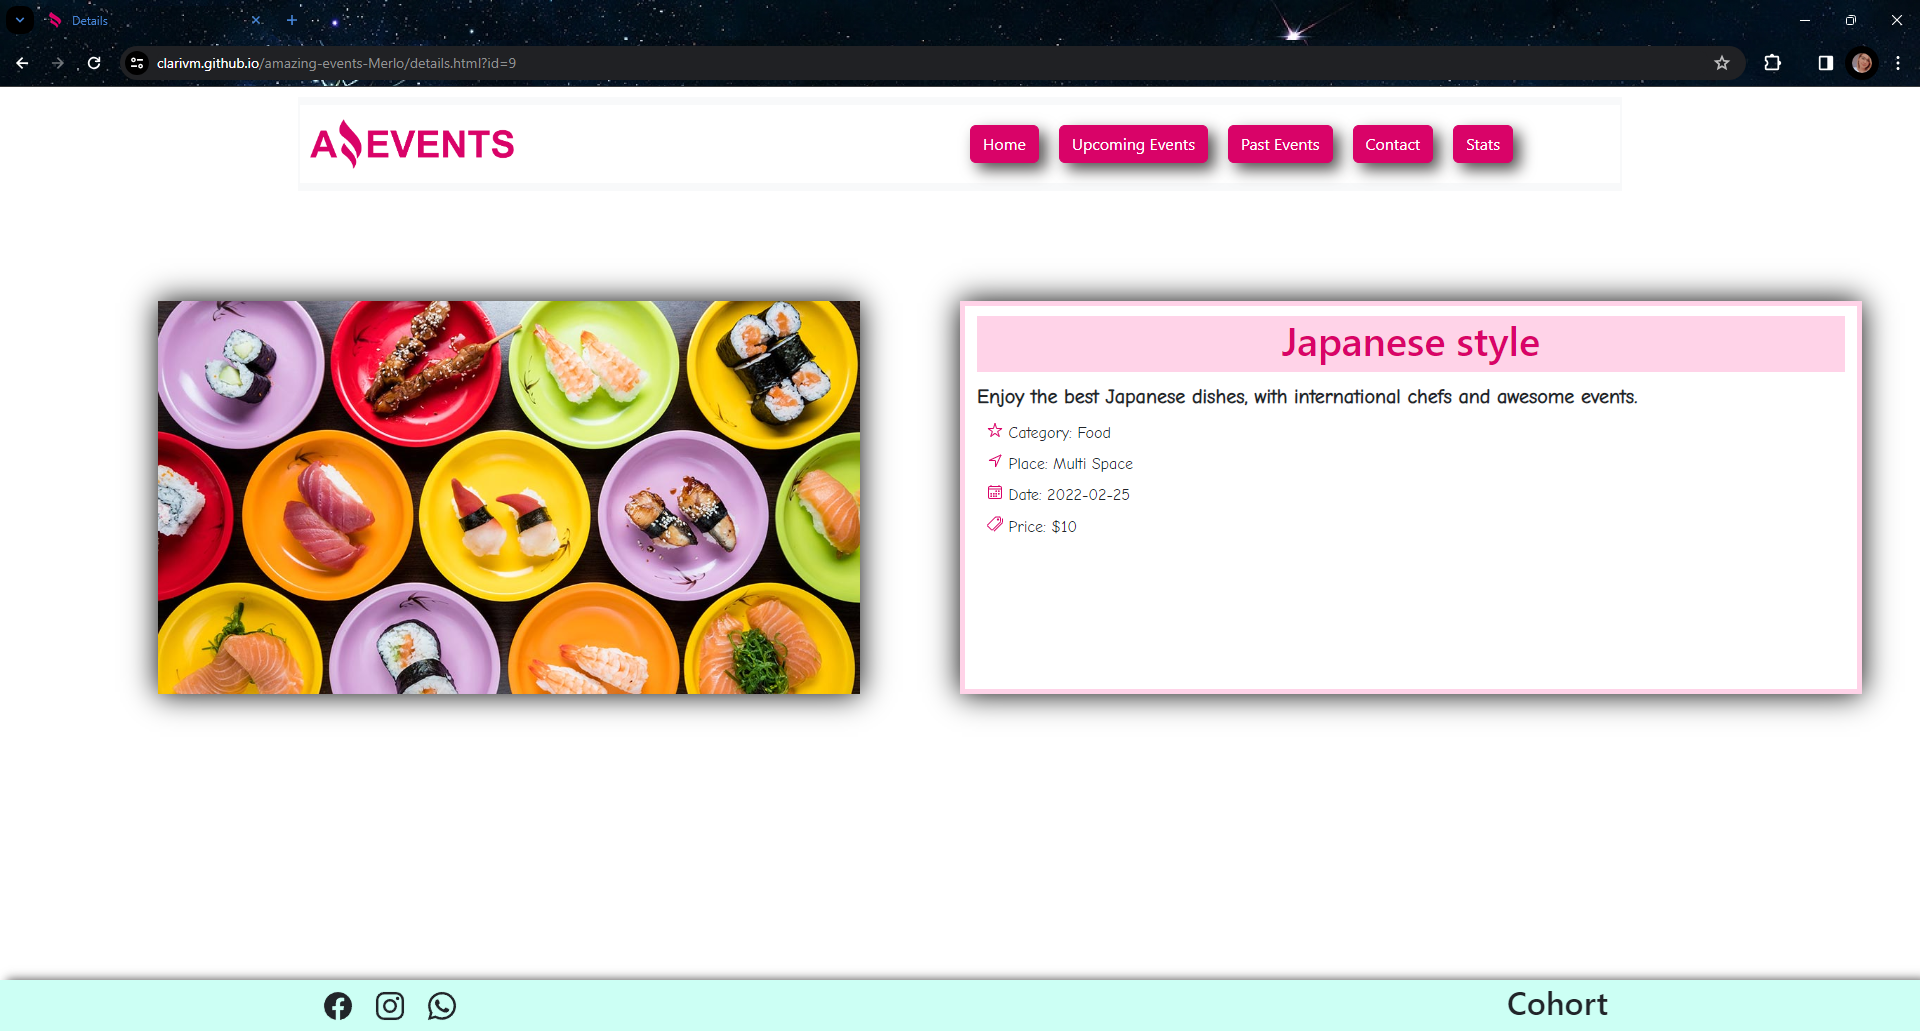 Details
clarivm.github.io/amazing-events-Merlo/details.html?id=9
A EVENTS
Home
Upcoming Events
Past Events
Contact
Stats
Japanese style
Enjoy the best Japanese dishes, with international chefs and awesome events.
Category: Food
Place: Multi Space
Date: 2022-02-25
Price: $10
Cohort